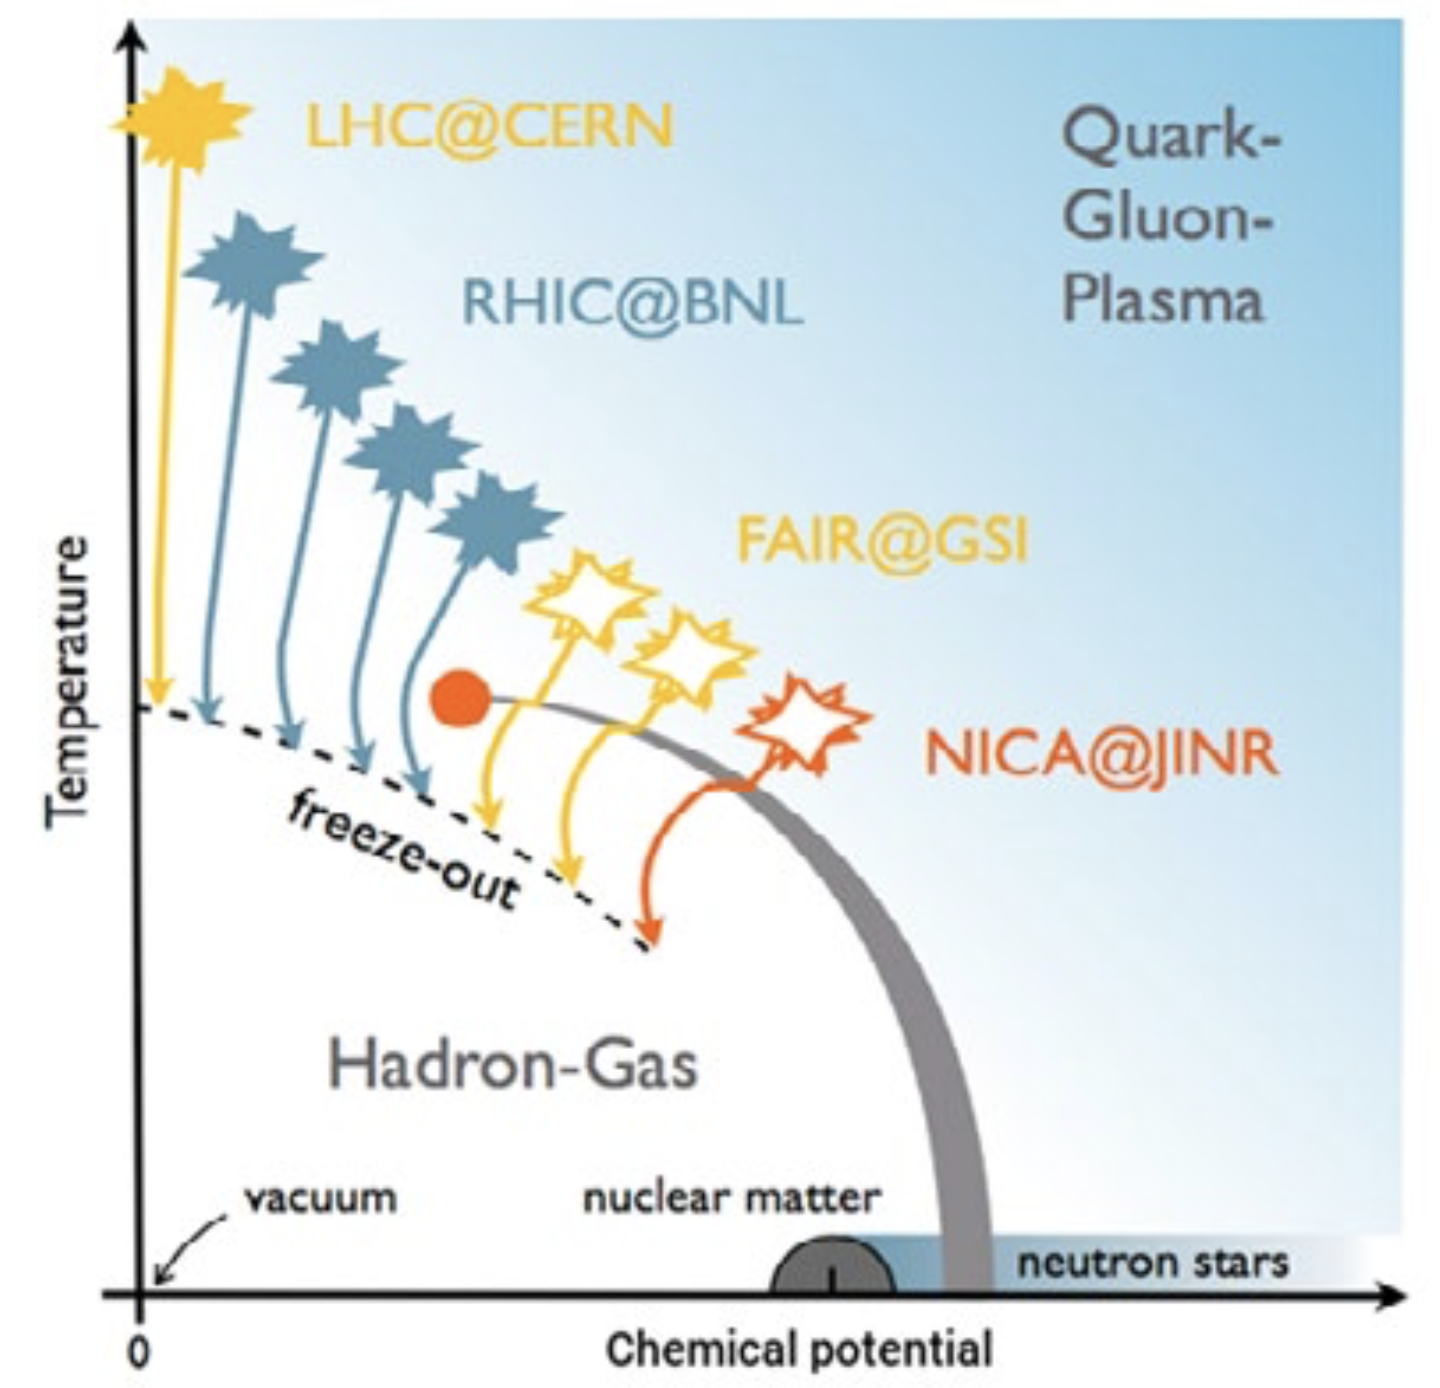 LHC@CERN
Quark-
Gluon-
Plasma
RHIC@BNL
FAIR@GSI
Temperature
NICA@JINR
freeze-out
Hadron-Gas
vacuum
nuclear matter
neutron stars
0
Chemical potential